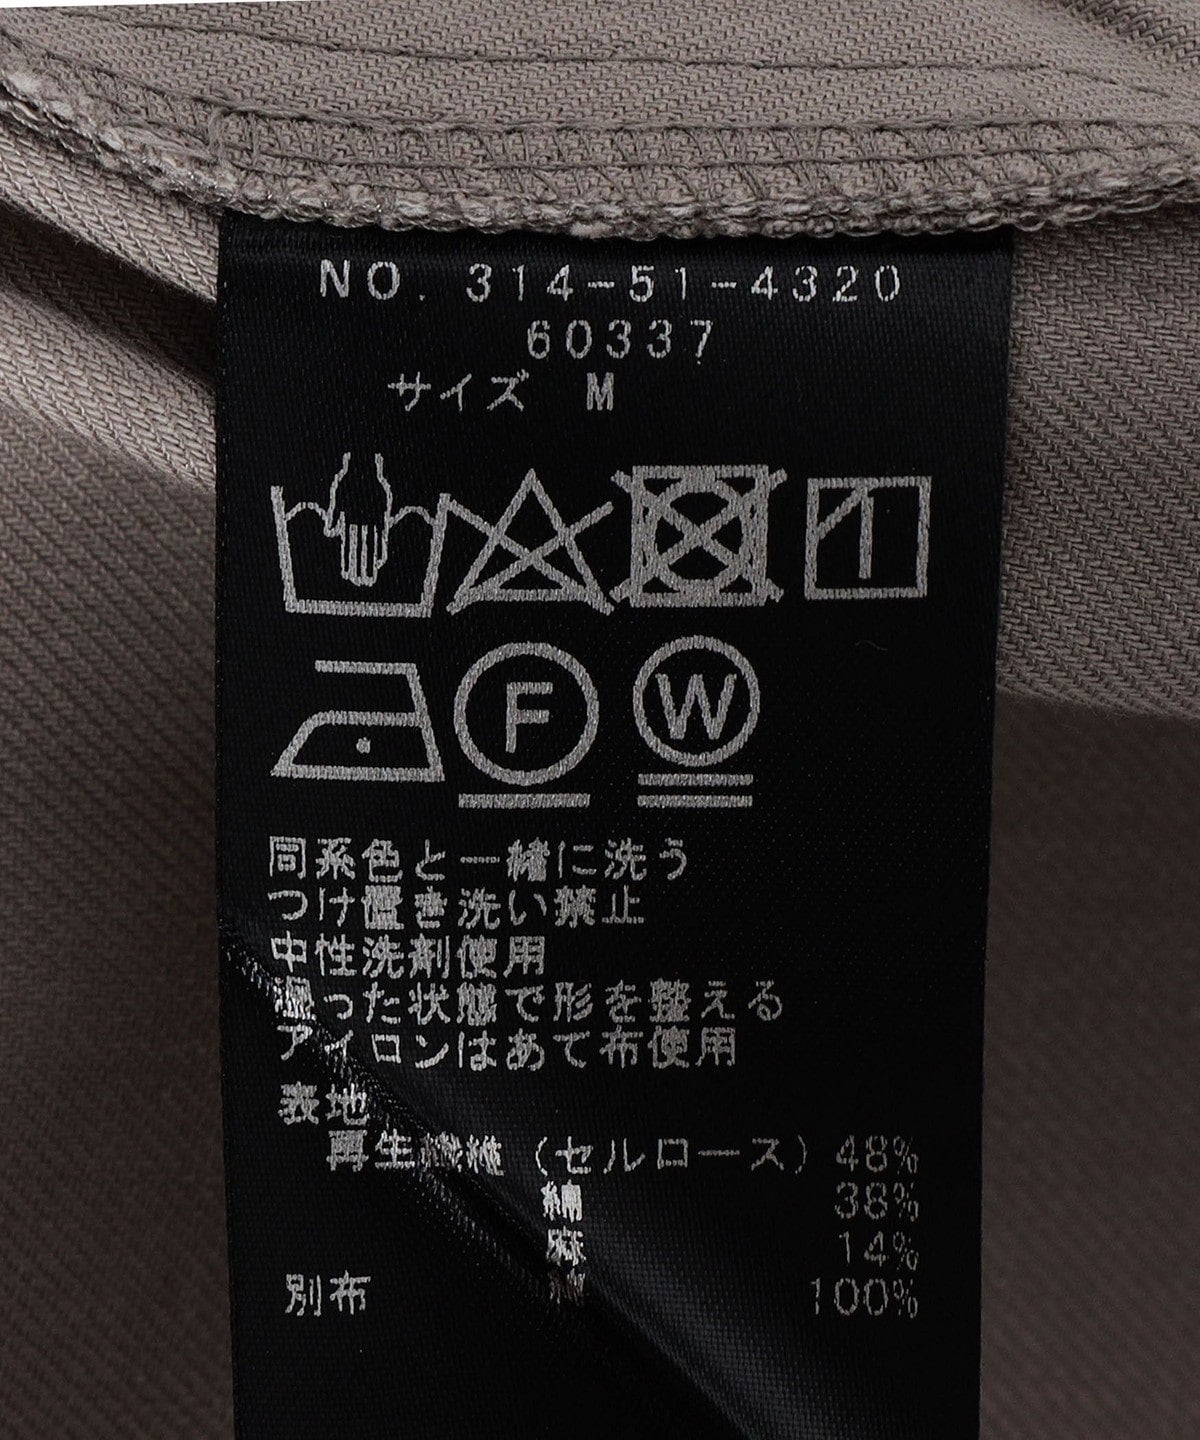 NO. 314-51-4320
60337
サイズ M
F W
同系色と一緒に洗う
つけ置き洗い禁止
中性洗剤使用
湿った状態で形を整える
アイロンはあて布使用
表地
再生繊維(セルロース) 48%
綿 38%
麻 14%
別布 100%